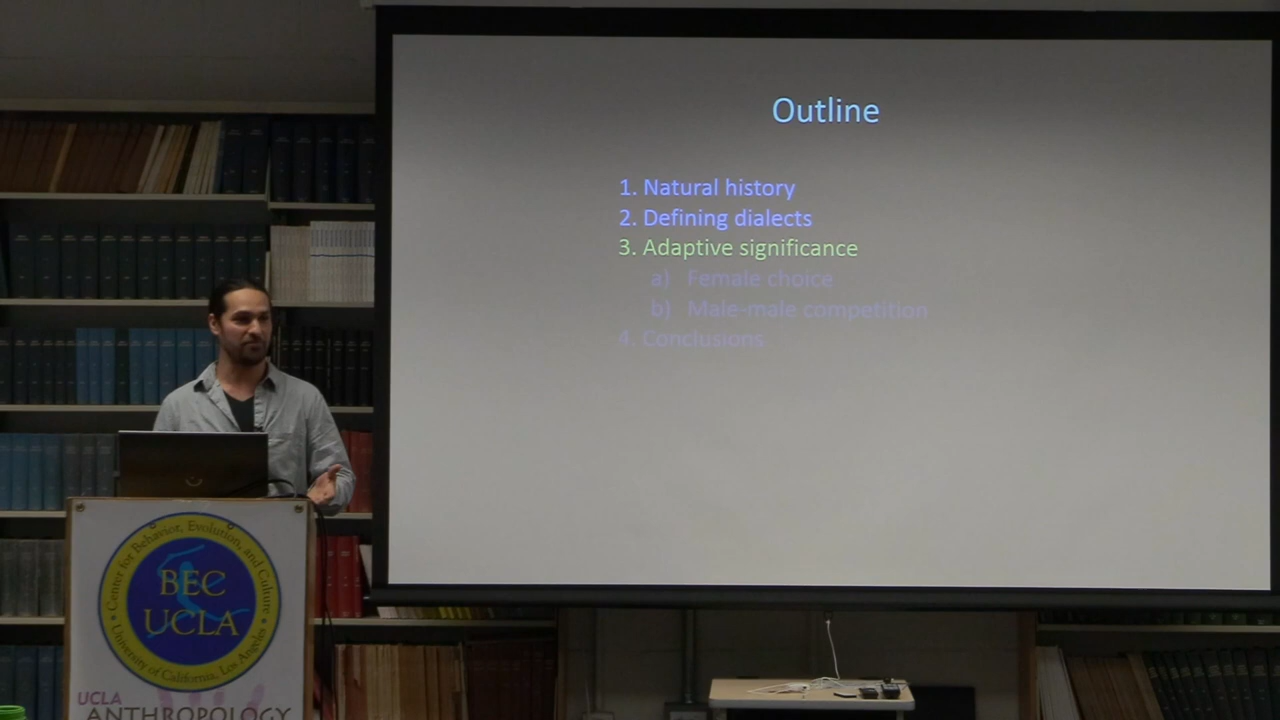 Outline
1. Natural history
2. Defining dialects
3. Adaptive significance
a) Female choice
b) Male-male competition
4. Conclusions
Center for Behavior, Evolution, and Culture
BEC
UCLA
University of California, Los Angeles
UCLA
ANTHROPOLOGY